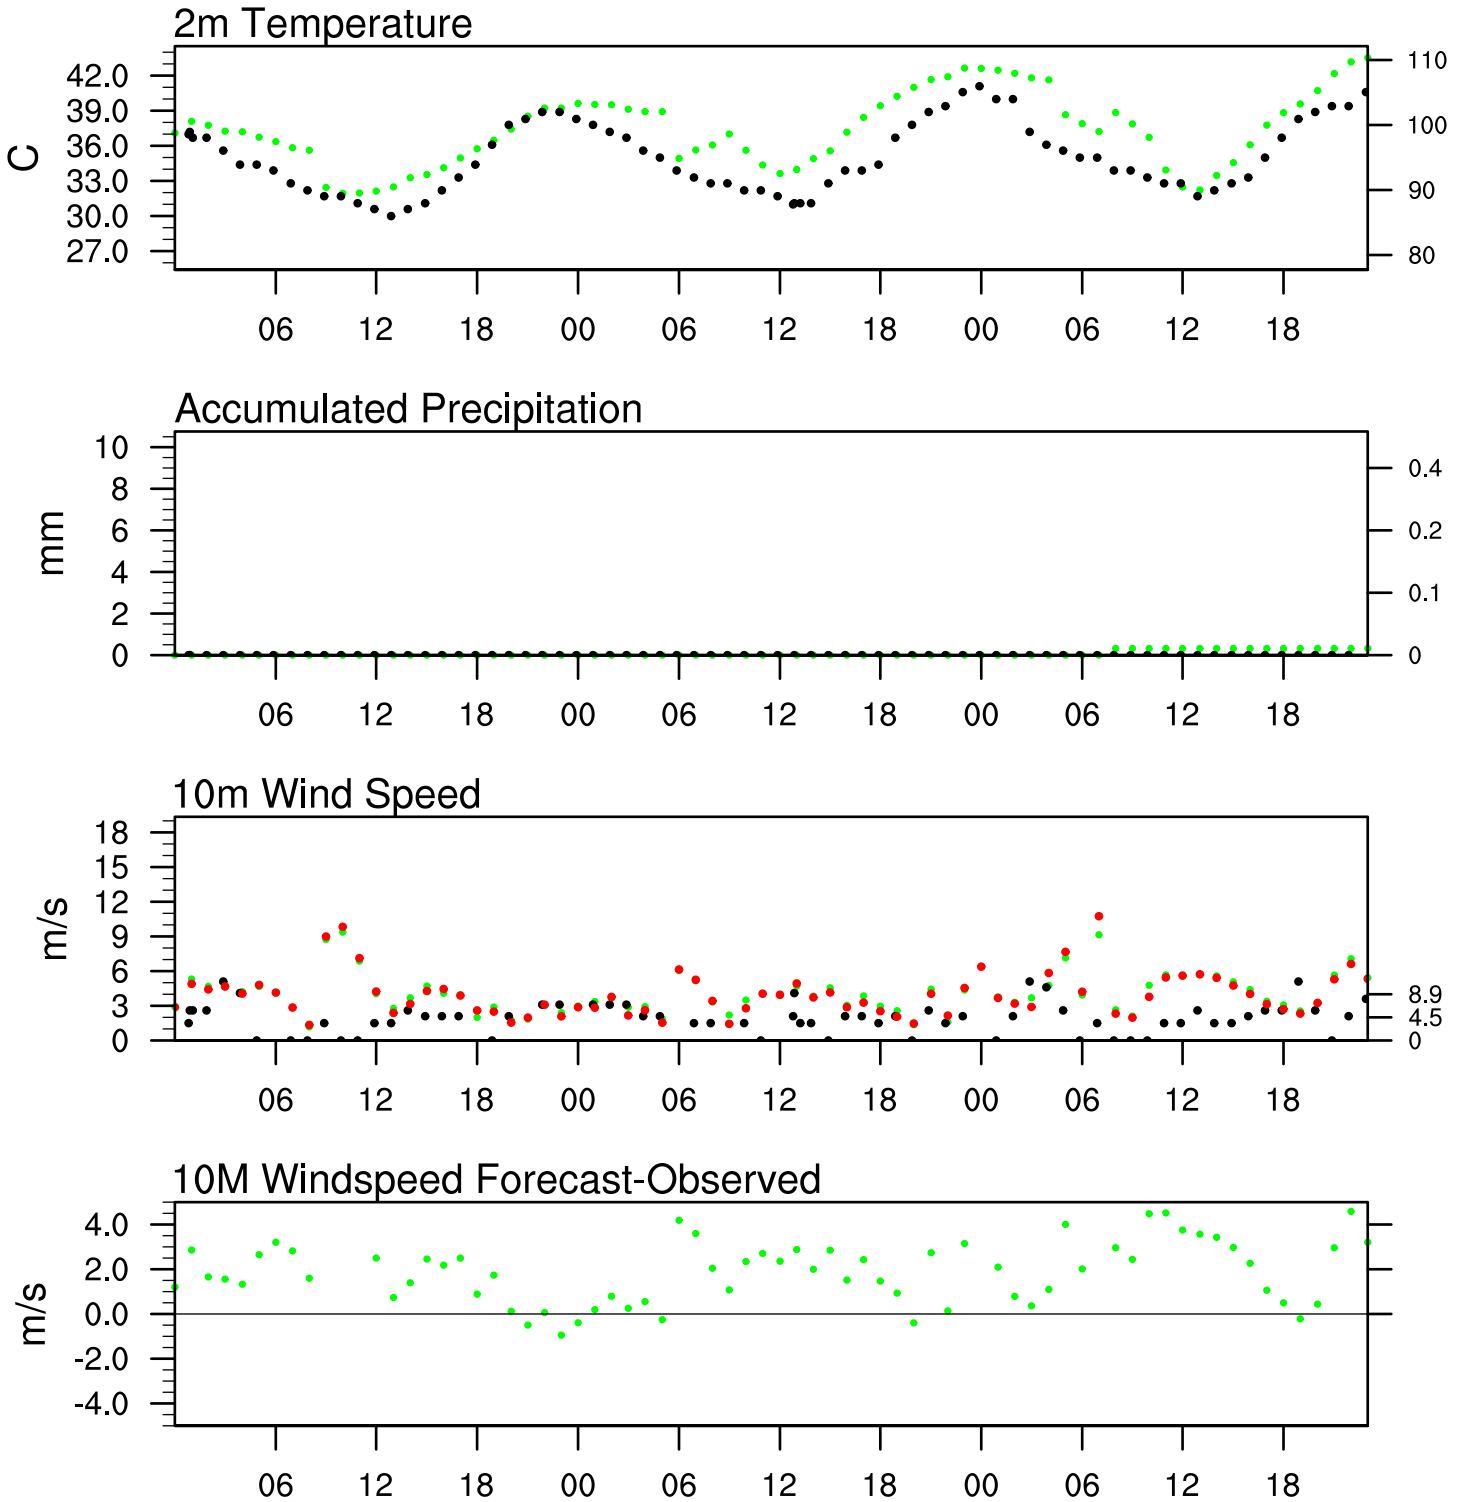 2m Temperature
C
42.0
39.0
36.0
33.0
30.0
27.0
110
100
90
80
06 12 18 00 06 12 18 00 06 12 18
Accumulated Precipitation
mm
10
8
6
4
2
0
0.4
0.2
0.1
0
06 12 18 00 06 12 18 00 06 12 18
10m Wind Speed
m/s
18
15
12
9
6
3
0
8.9
4.5
0
06 12 18 00 06 12 18 00 06 12 18
10M Windspeed Forecast-Observed
m/s
4.0
2.0
0.0
-2.0
-4.0
06 12 18 00 06 12 18 00 06 12 18